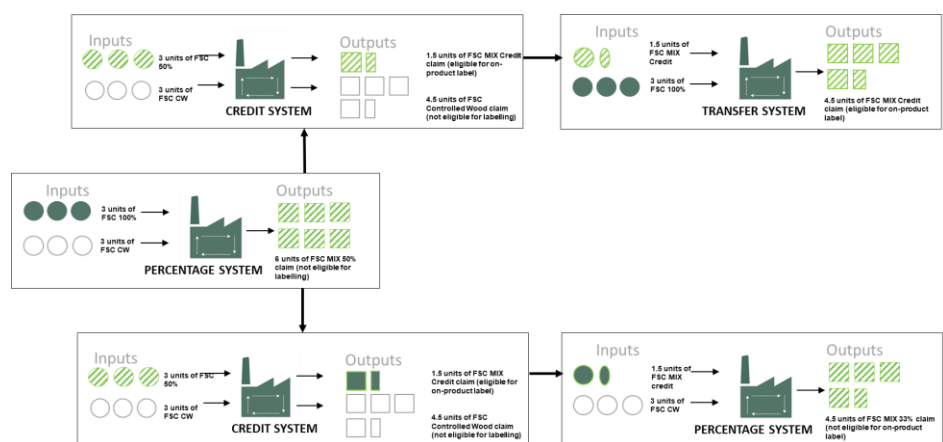 Inputs
3 units of FSC
50%
3 units of
FSC CW
CREDIT SYSTEM
Outputs
1.5 units of FSC MIX Credit
claim (eligible for on-
product label)
4.5 units of FSC
Controlled Wood claim
(not eligible for labelling)
Inputs
1.5 units of
FSC MIX
Credit
3 units of
FSC 100%
TRANSFER SYSTEM
Outputs
4.5 units of FSC MIX Credit
claim (eligible for on-product
label)
Inputs
3 units of
FSC 100%
3 units of
FSC CW
PERCENTAGE SYSTEM
Outputs
6 units of FSC MIX 50%
claim (not eligible for
labelling)
Inputs
3 units of FSC
50%
3 units of
FSC CW
CREDIT SYSTEM
Outputs
1.5 units of FSC MIX
Credit claim (eligible for
on-product label)
4.5 units of FSC
Controlled Wood claim
(not eligible for labelling)
Inputs
1.5 units of
FSC MIX
credit
3 units of
FSC CW
PERCENTAGE SYSTEM
Outputs
4.5 units of FSC MIX 33% claim
(not eligible for on-product
label)